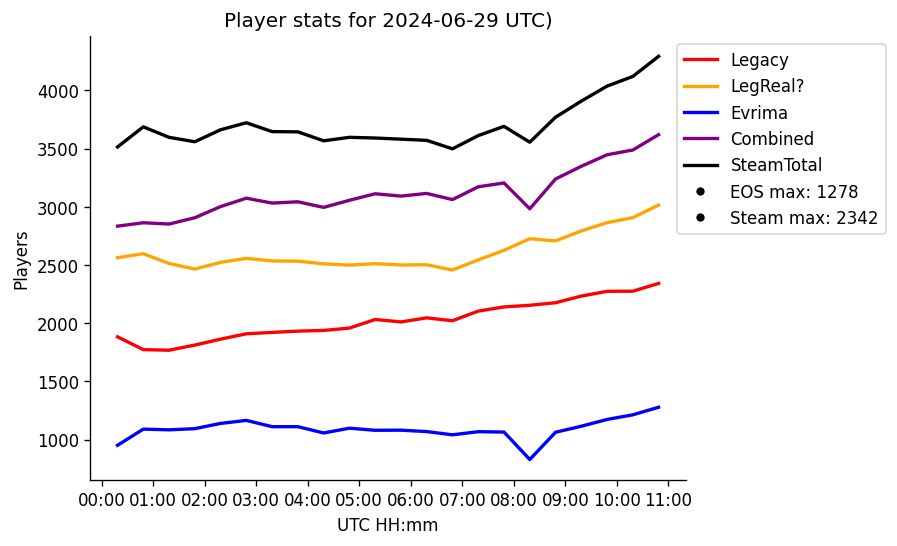 Player stats for 2024-06-29 UTC)
Legacy
LegReal?
Evrima
Combined
SteamTotal
EOS max: 1278
Steam max: 2342
Players
4000
3500
3000
2500
2000
1500
1000
00:00 01:00 02:00 03:00 04:00 05:00 06:00 07:00 08:00 09:00 10:00 11:00
UTC HH:mm